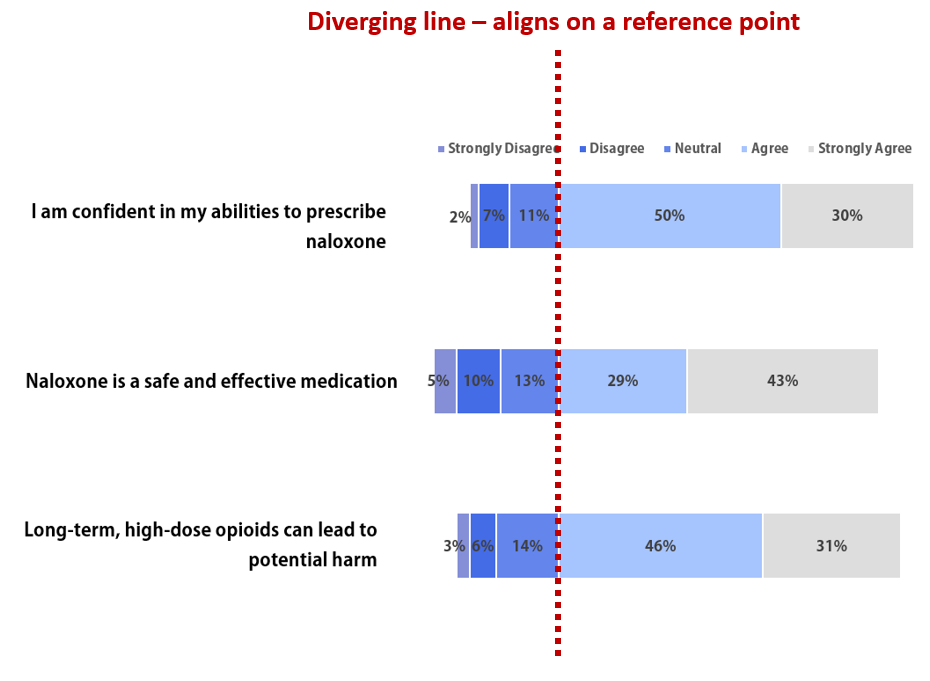 Diverging line – aligns on a reference point
Strongly Disagree Disagree Neutral Agree Strongly Agree
I am confident in my abilities to prescribe
naloxone
2% 7% 11% 50% 30%
Naloxone is a safe and effective medication
5% 10% 13% 29% 43%
Long-term, high-dose opioids can lead to
potential harm
3% 6% 14% 46% 31%